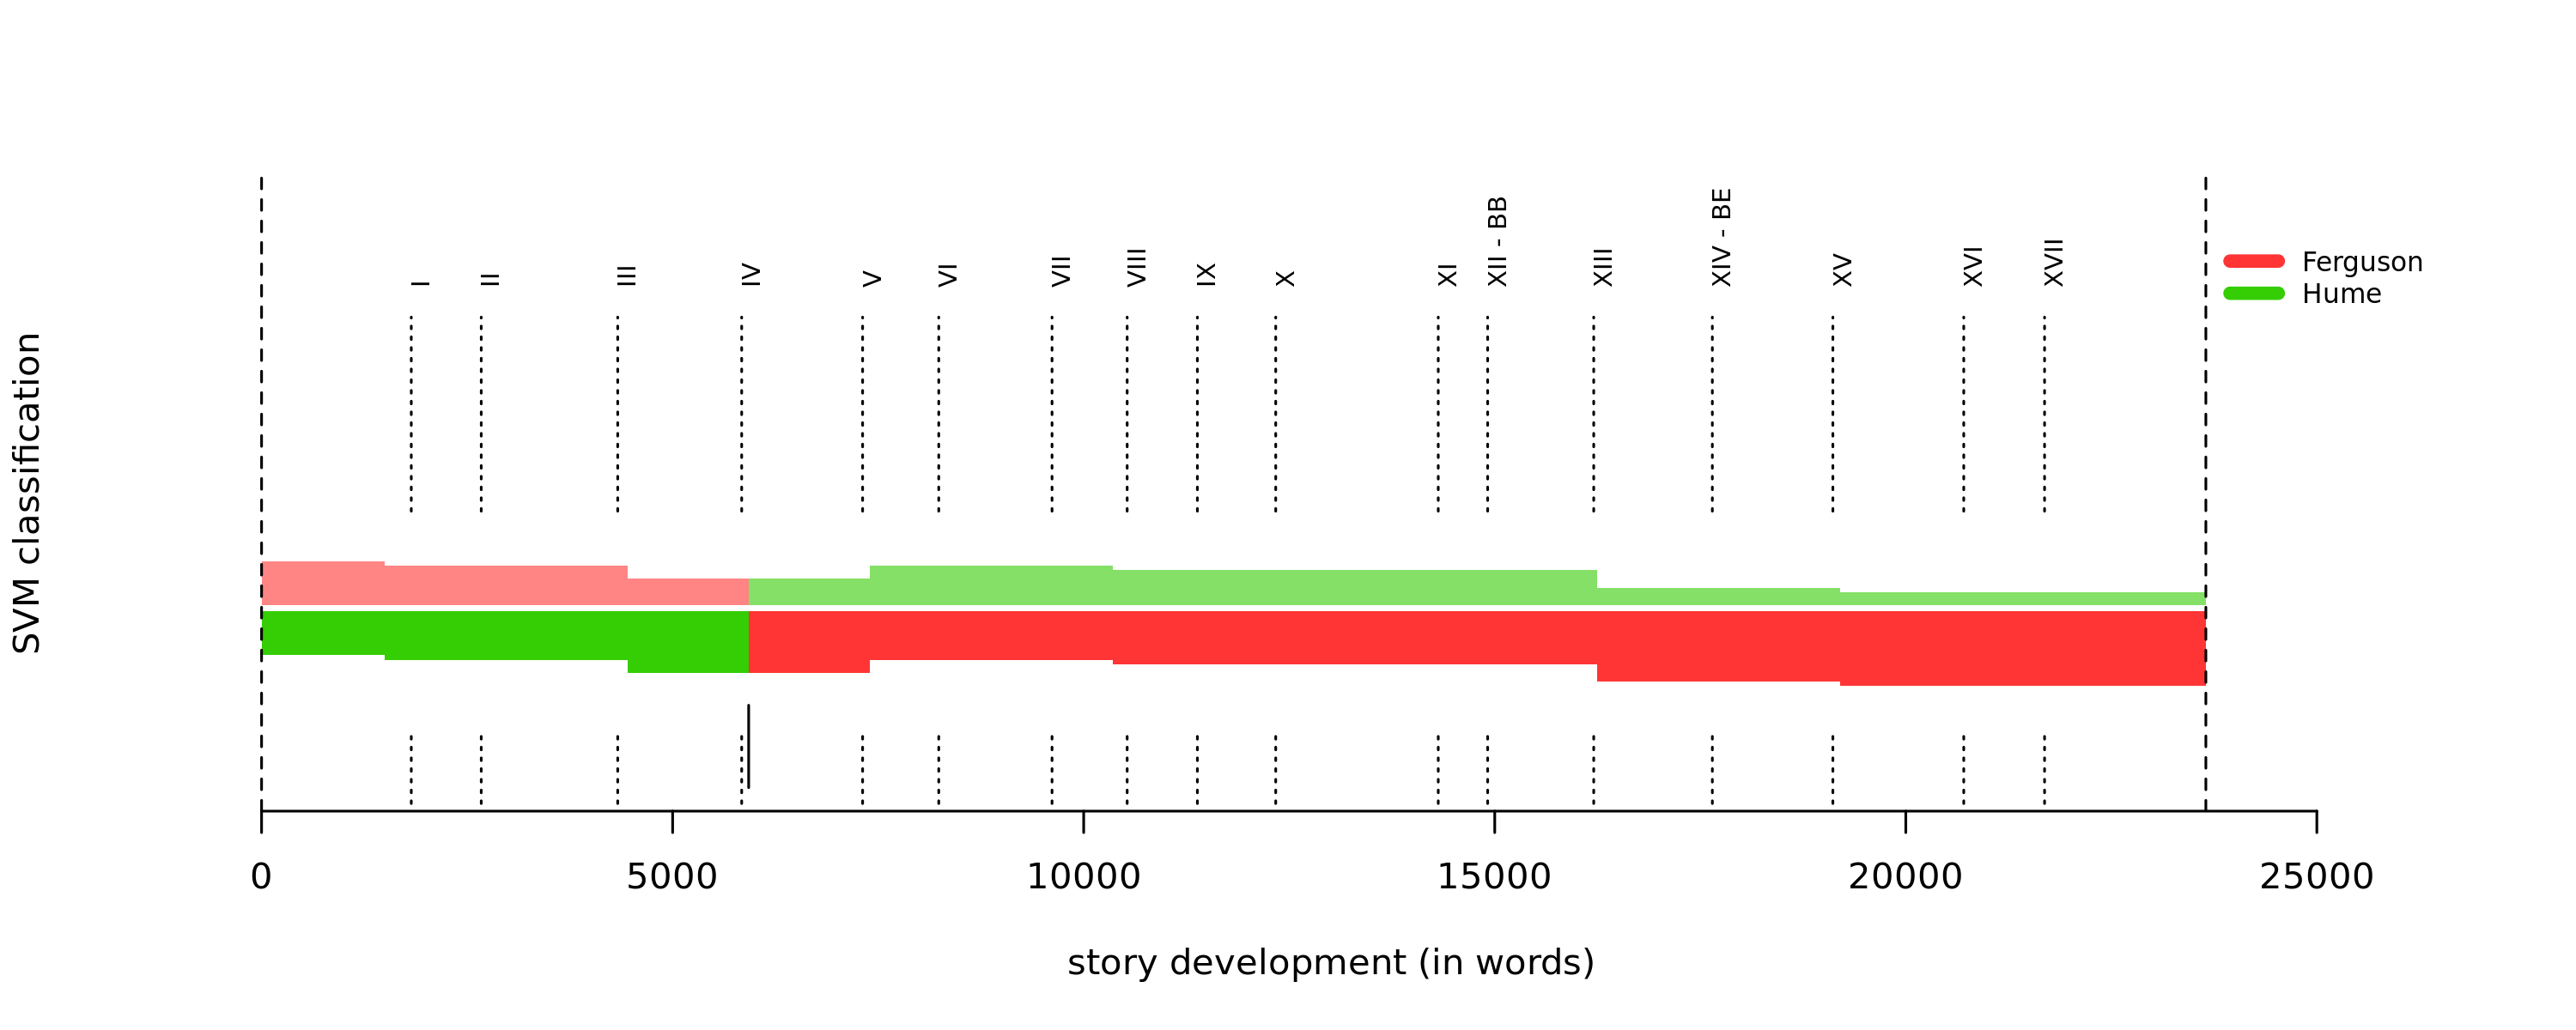 I
II
III
IV
V
VI
VII
VIII
IX
X
XI
XII - BB
XIII
XIV - BE
XV
XVI
XVII
Ferguson
Hume
SVM classification
0
5000
10000
15000
20000
25000
story development (in words)